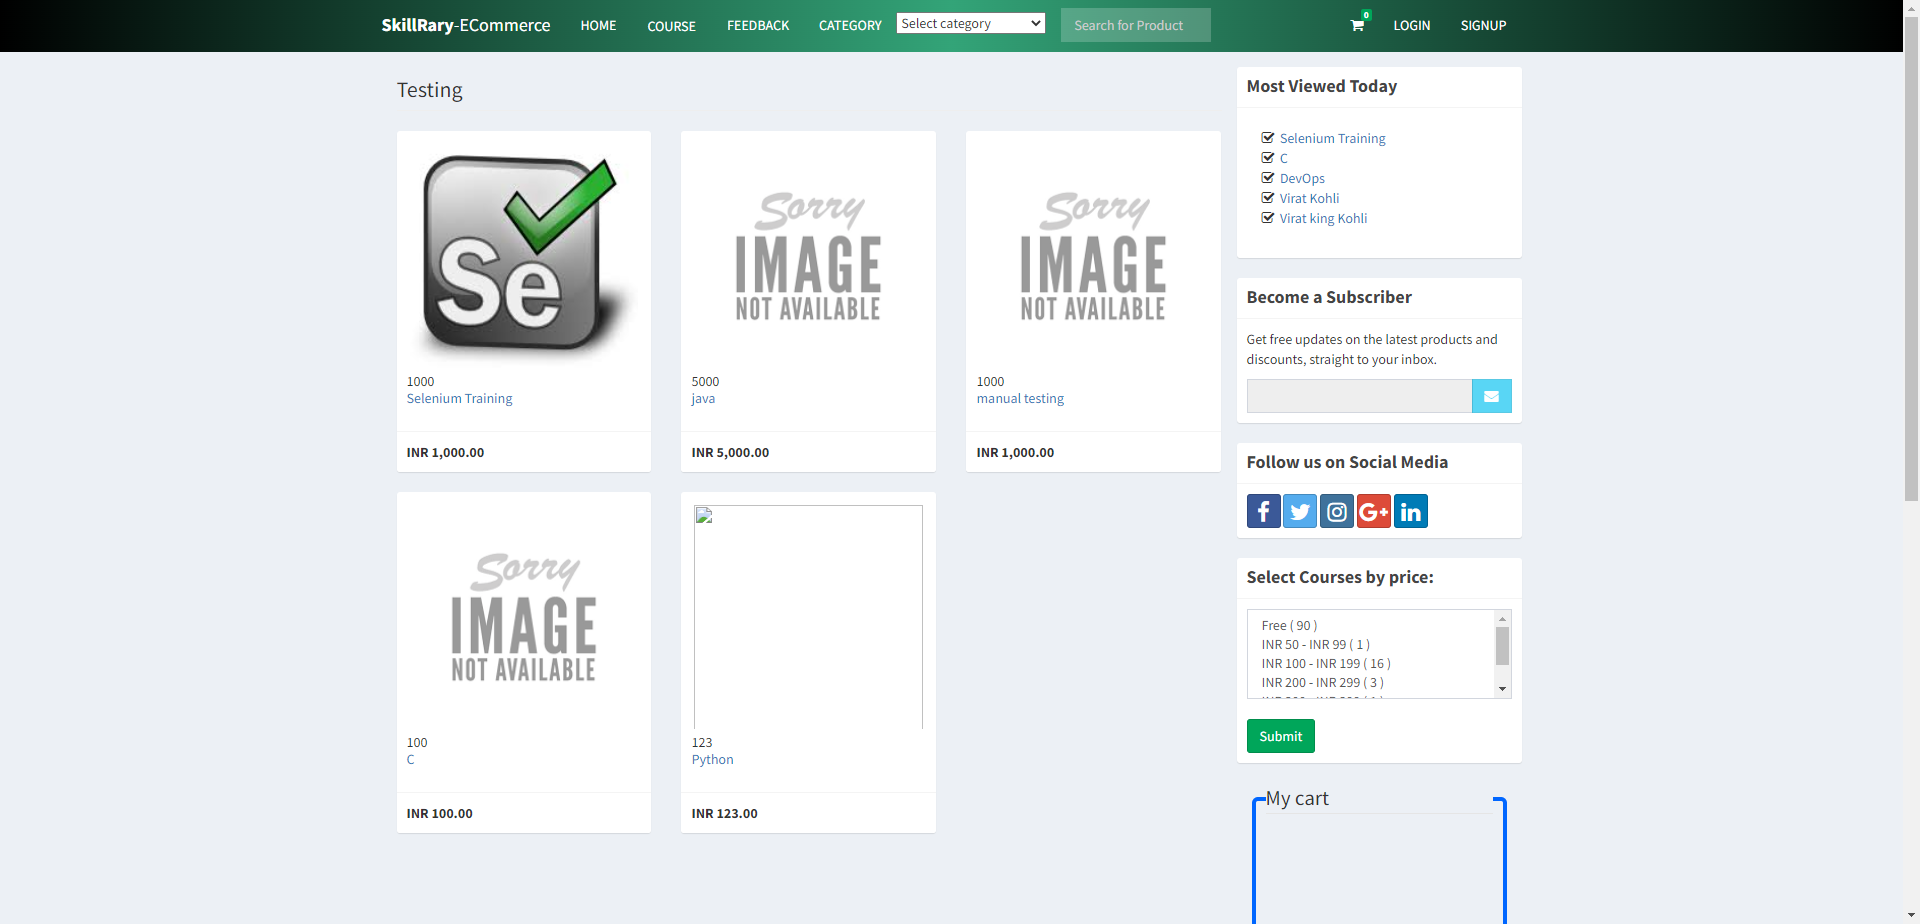 SkillRary-ECommerce HOME COURSE FEEDBACK CATEGORY Select category Search for Product 0 LOGIN SIGNUP
Testing
Se
1000
Selenium Training
INR 1,000.00
Sorry
IMAGE
NOT AVAILABLE
5000
java
INR 5,000.00
Sorry
IMAGE
NOT AVAILABLE
1000
manual testing
INR 1,000.00
Sorry
IMAGE
NOT AVAILABLE
100
C
INR 100.00
123
Python
INR 123.00
Most Viewed Today
Selenium Training
C
DevOps
Virat Kohli
Virat king Kohli
Become a Subscriber
Get free updates on the latest products and
discounts, straight to your inbox.
Follow us on Social Media
f G+ in
Select Courses by price:
Free ( 90 )
INR 50 - INR 99 ( 1 )
INR 100 - INR 199 ( 16 )
INR 200 - INR 299 ( 3 )
Submit
My cart